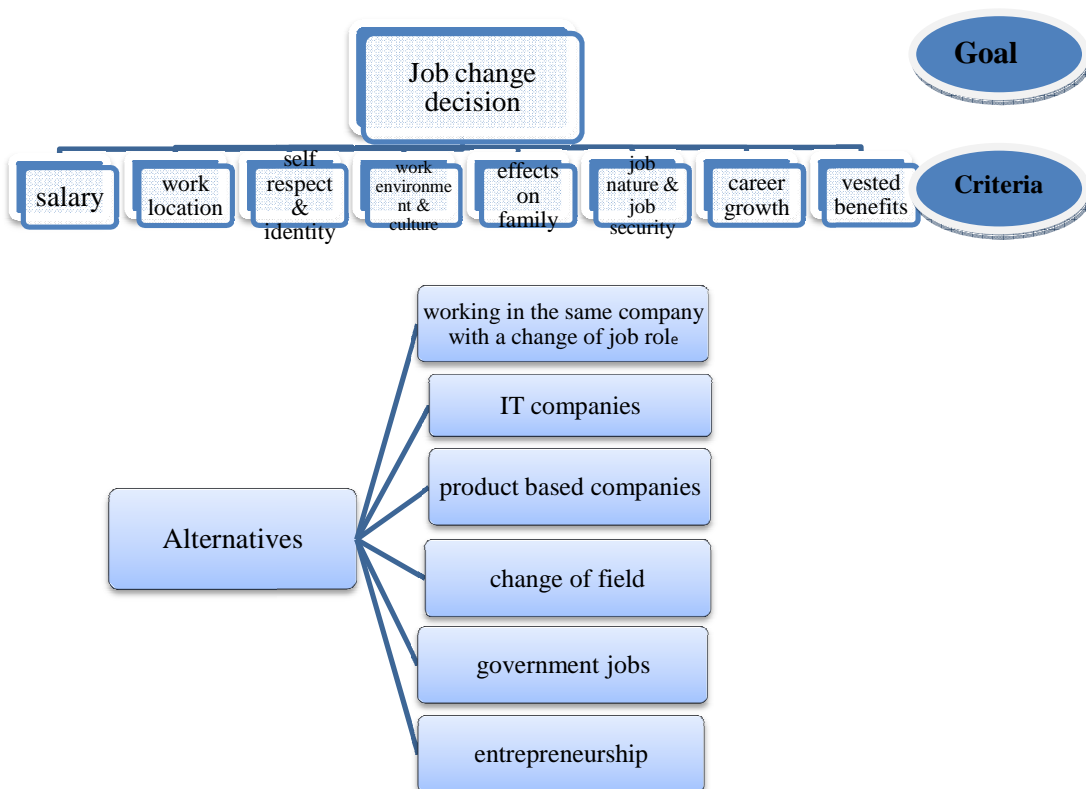 Job change
decision
Goal
salary
work
location
self
respect
&
identity
work
environme
nt &
culture
effects
on
family
job
nature &
job
security
career
growth
vested
benefits
Criteria
working in the same company
with a change of job role
IT companies
product based companies
Alternatives
change of field
government jobs
entrepreneurship